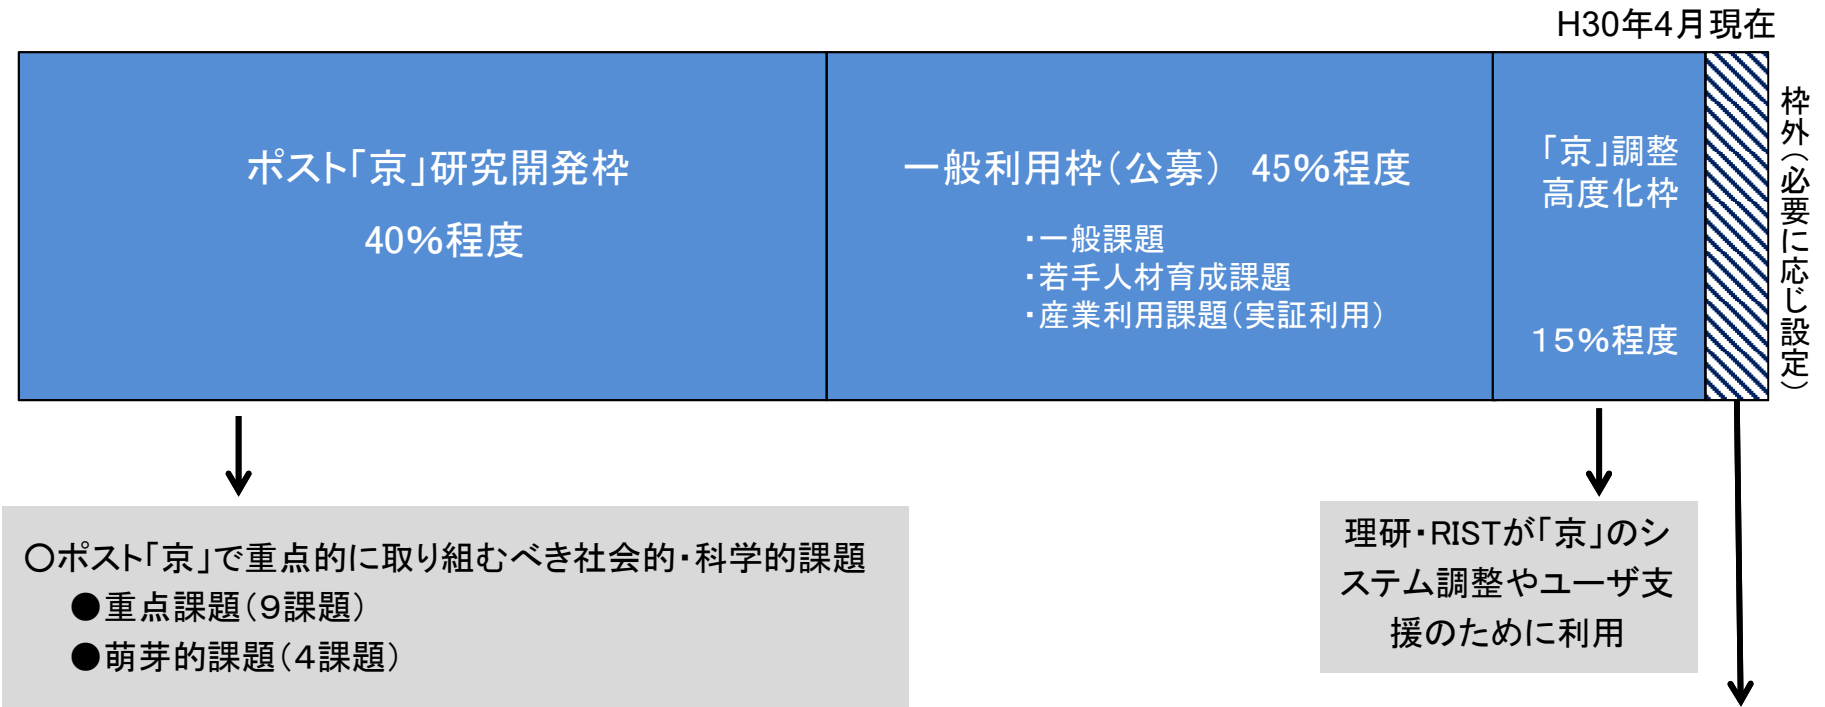 H30年4月現在
ポスト「京」研究開発枠
40%程度
一般利用枠(公募) 45%程度
・一般課題
・若手人材育成課題
・産業利用課題(実証利用)
「京」調整
高度化枠
15%程度
枠外(必要に応じ設定)
〇ポスト「京」で重点的に取り組むべき社会的・科学的課題
●重点課題(9課題)
●萌芽的課題(4課題)
理研・RISTが「京」のシ
ステム調整やユーザ支
援のために利用